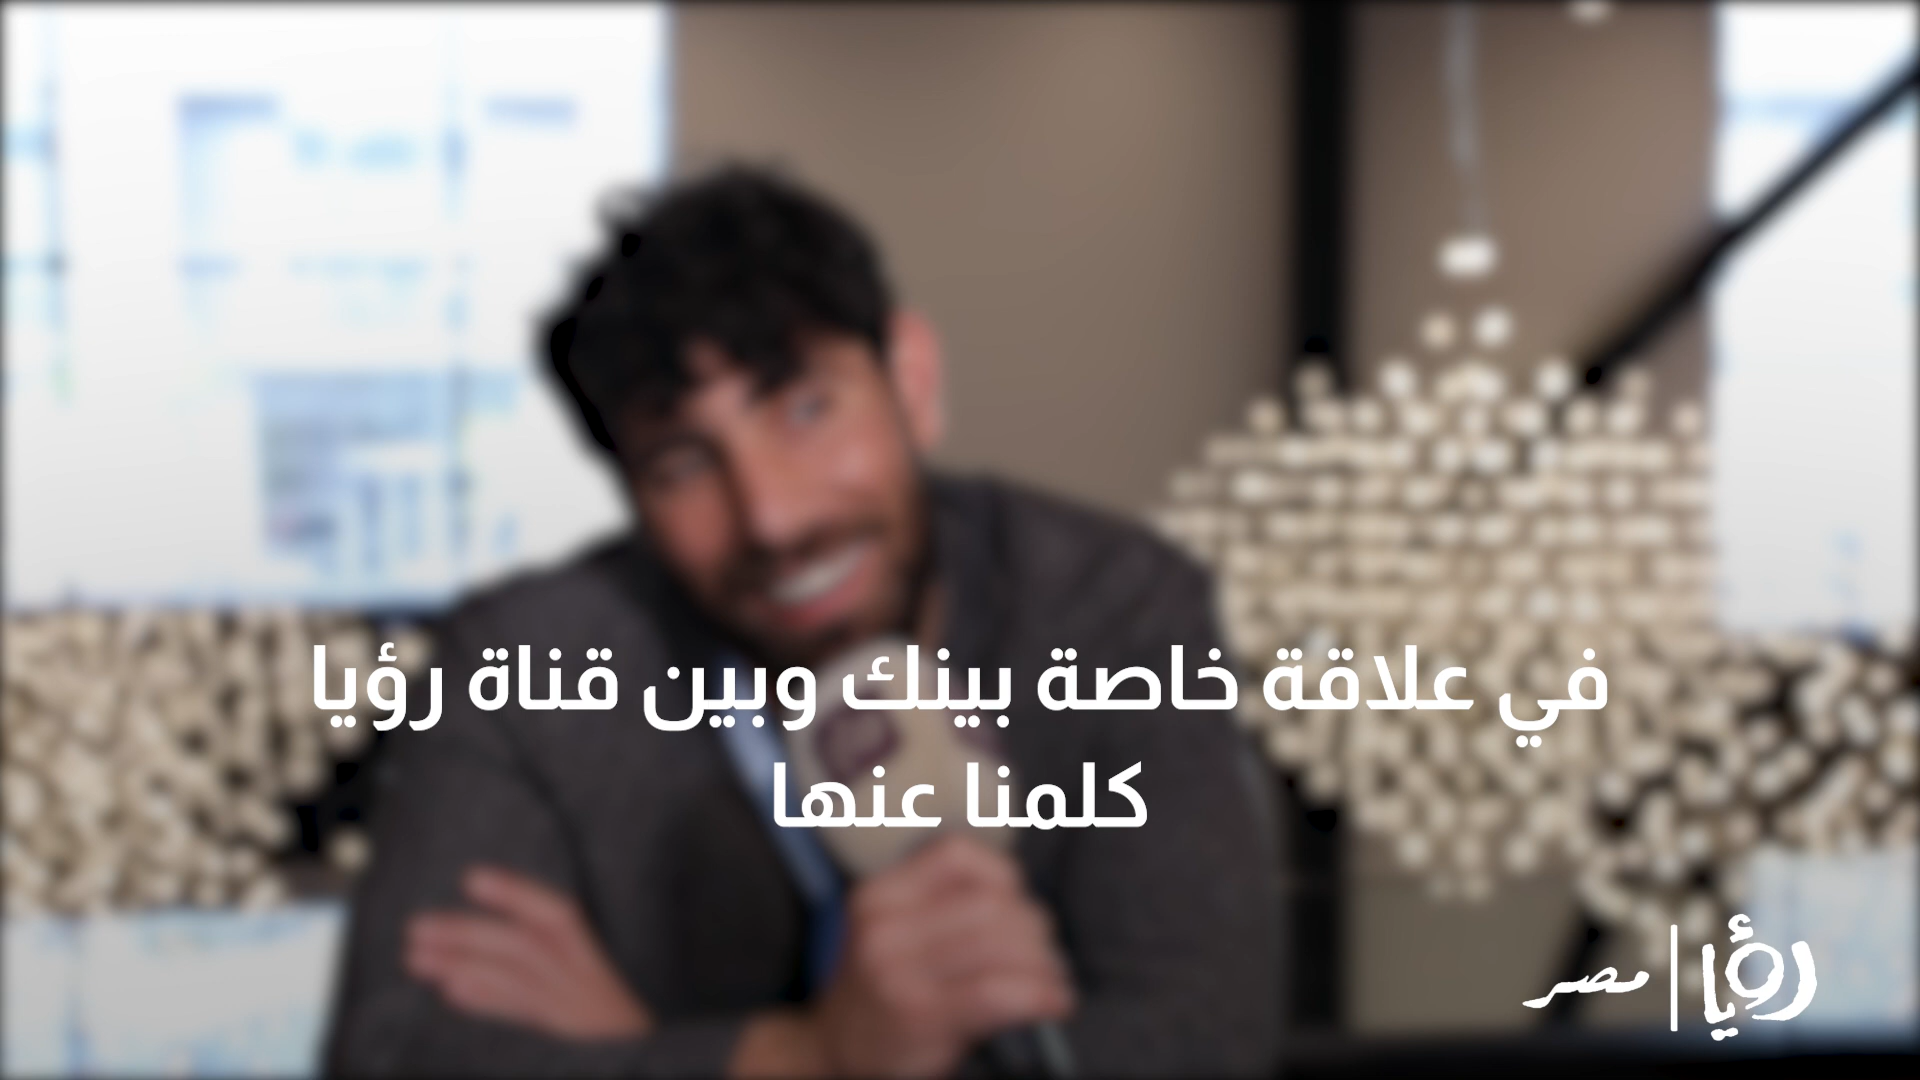 في علاقة خاصة بينك وبين قناة رؤيا
كلمنا عنها
رؤيا | مصر